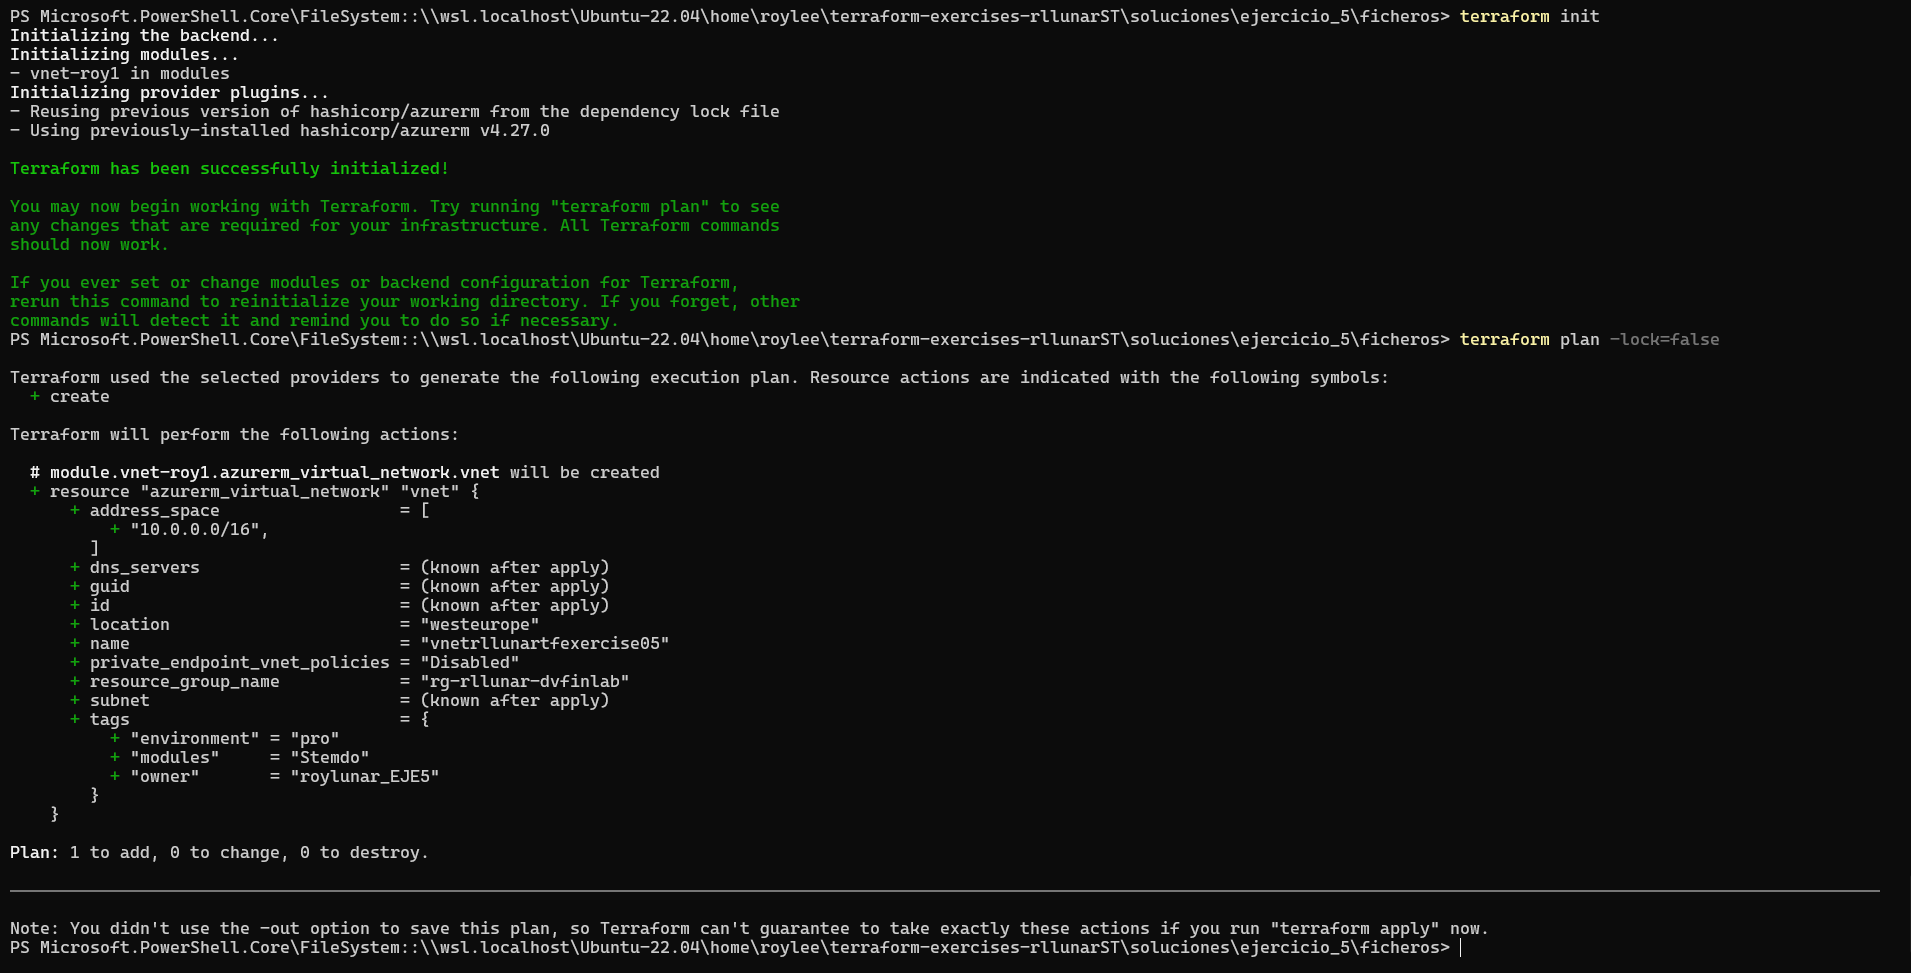 PS Microsoft.PowerShell.Core\FileSystem::\\wsl.localhost\Ubuntu-22.04\home\roylee\terraform-exercises-rllunarST\soluciones\ejercicio_5\ficheros> terraform init
Initializing the backend...
Initializing modules...
- vnet-roy1 in modules
Initializing provider plugins...
- Reusing previous version of hashicorp/azurerm from the dependency lock file
- Using previously-installed hashicorp/azurerm v4.27.0

Terraform has been successfully initialized!

You may now begin working with Terraform. Try running "terraform plan" to see
any changes that are required for your infrastructure. All Terraform commands
should now work.

If you ever set or change modules or backend configuration for Terraform,
rerun this command to reinitialize your working directory. If you forget, other
commands will detect it and remind you to do so if necessary.
PS Microsoft.PowerShell.Core\FileSystem::\\wsl.localhost\Ubuntu-22.04\home\roylee\terraform-exercises-rllunarST\soluciones\ejercicio_5\ficheros> terraform plan -lock=false

Terraform used the selected providers to generate the following execution plan. Resource actions are indicated with the following symbols:
  + create

Terraform will perform the following actions:

  # module.vnet-roy1.azurerm_virtual_network.vnet will be created
  + resource "azurerm_virtual_network" "vnet" {
      + address_space                  = [
          + "10.0.0.0/16",
        ]
      + dns_servers                    = (known after apply)
      + guid                           = (known after apply)
      + id                             = (known after apply)
      + location                       = "westeurope"
      + name                           = "vnetrllunartfexercise05"
      + private_endpoint_vnet_policies = "Disabled"
      + resource_group_name            = "rg-rllunar-dvfinlab"
      + subnet                         = (known after apply)
      + tags                           = {
          + "environment" = "pro"
          + "modules"     = "Stemdo"
          + "owner"       = "roylunar_EJE5"
        }
    }

Plan: 1 to add, 0 to change, 0 to destroy.

Note: You didn't use the -out option to save this plan, so Terraform can't guarantee to take exactly these actions if you run "terraform apply" now.
PS Microsoft.PowerShell.Core\FileSystem::\\wsl.localhost\Ubuntu-22.04\home\roylee\terraform-exercises-rllunarST\soluciones\ejercicio_5\ficheros>